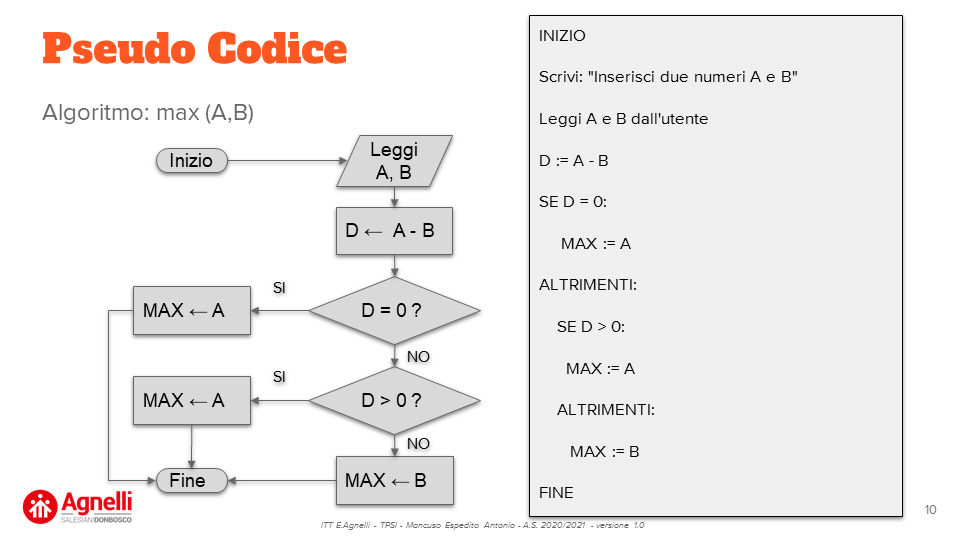 Pseudo Codice
Algoritmo: max (A,B)
Inizio
Leggi
A, B
D ← A - B
SI
MAX ← A
D = 0 ?
NO
SI
MAX ← A
D > 0 ?
NO
Fine
MAX ← B
INIZIO
Scrivi: "Inserisci due numeri A e B"
Leggi A e B dall'utente
D := A - B
SE D = 0:
MAX := A
ALTRIMENTI:
SE D > 0:
MAX := A
ALTRIMENTI:
MAX := B
FINE
Agnelli
SALESIANI DONBOSCO
ITT E.Agnelli - TPSI - Mancuso Espedito Antonio - A.S. 2020/2021 - versione 1.0
10